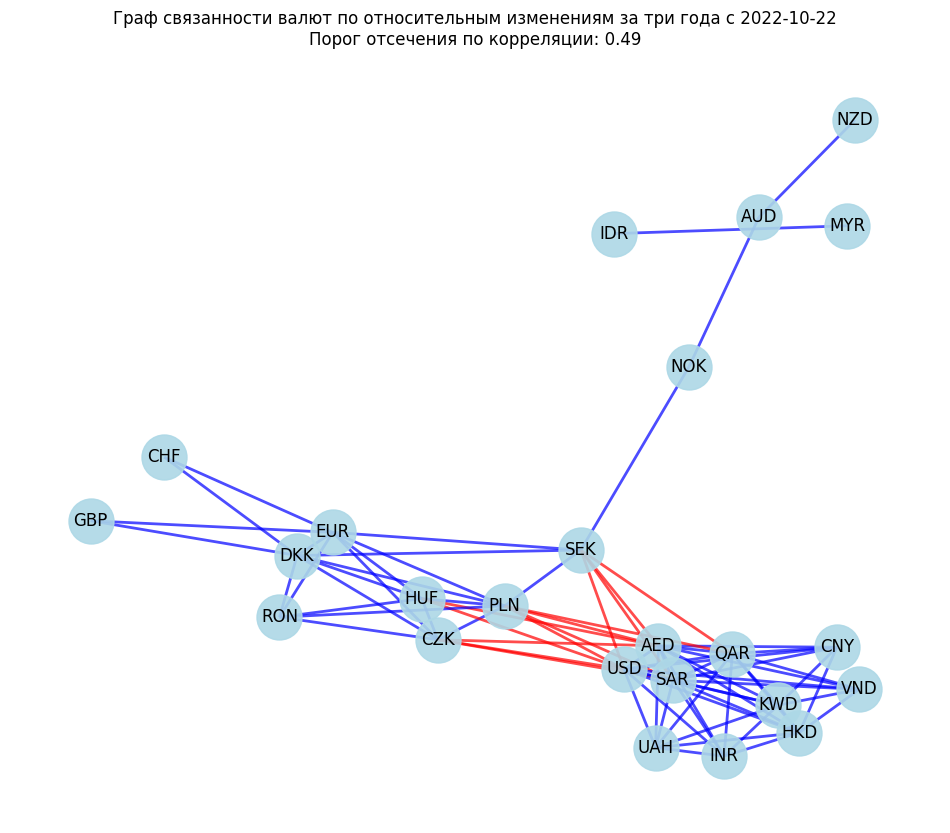 Граф связанности валют по относительным изменениям за три года с 2022-10-22
Порог отсечения по корреляции: 0.49
NZD
AUD
MYR
IDR
NOK
CHF
GBP
EUR
DKK
SEK
HUF
PLN
RON
CZK
AED
QAR
CNY
USD
SAR
VND
KWD
HKD
UAH
INR